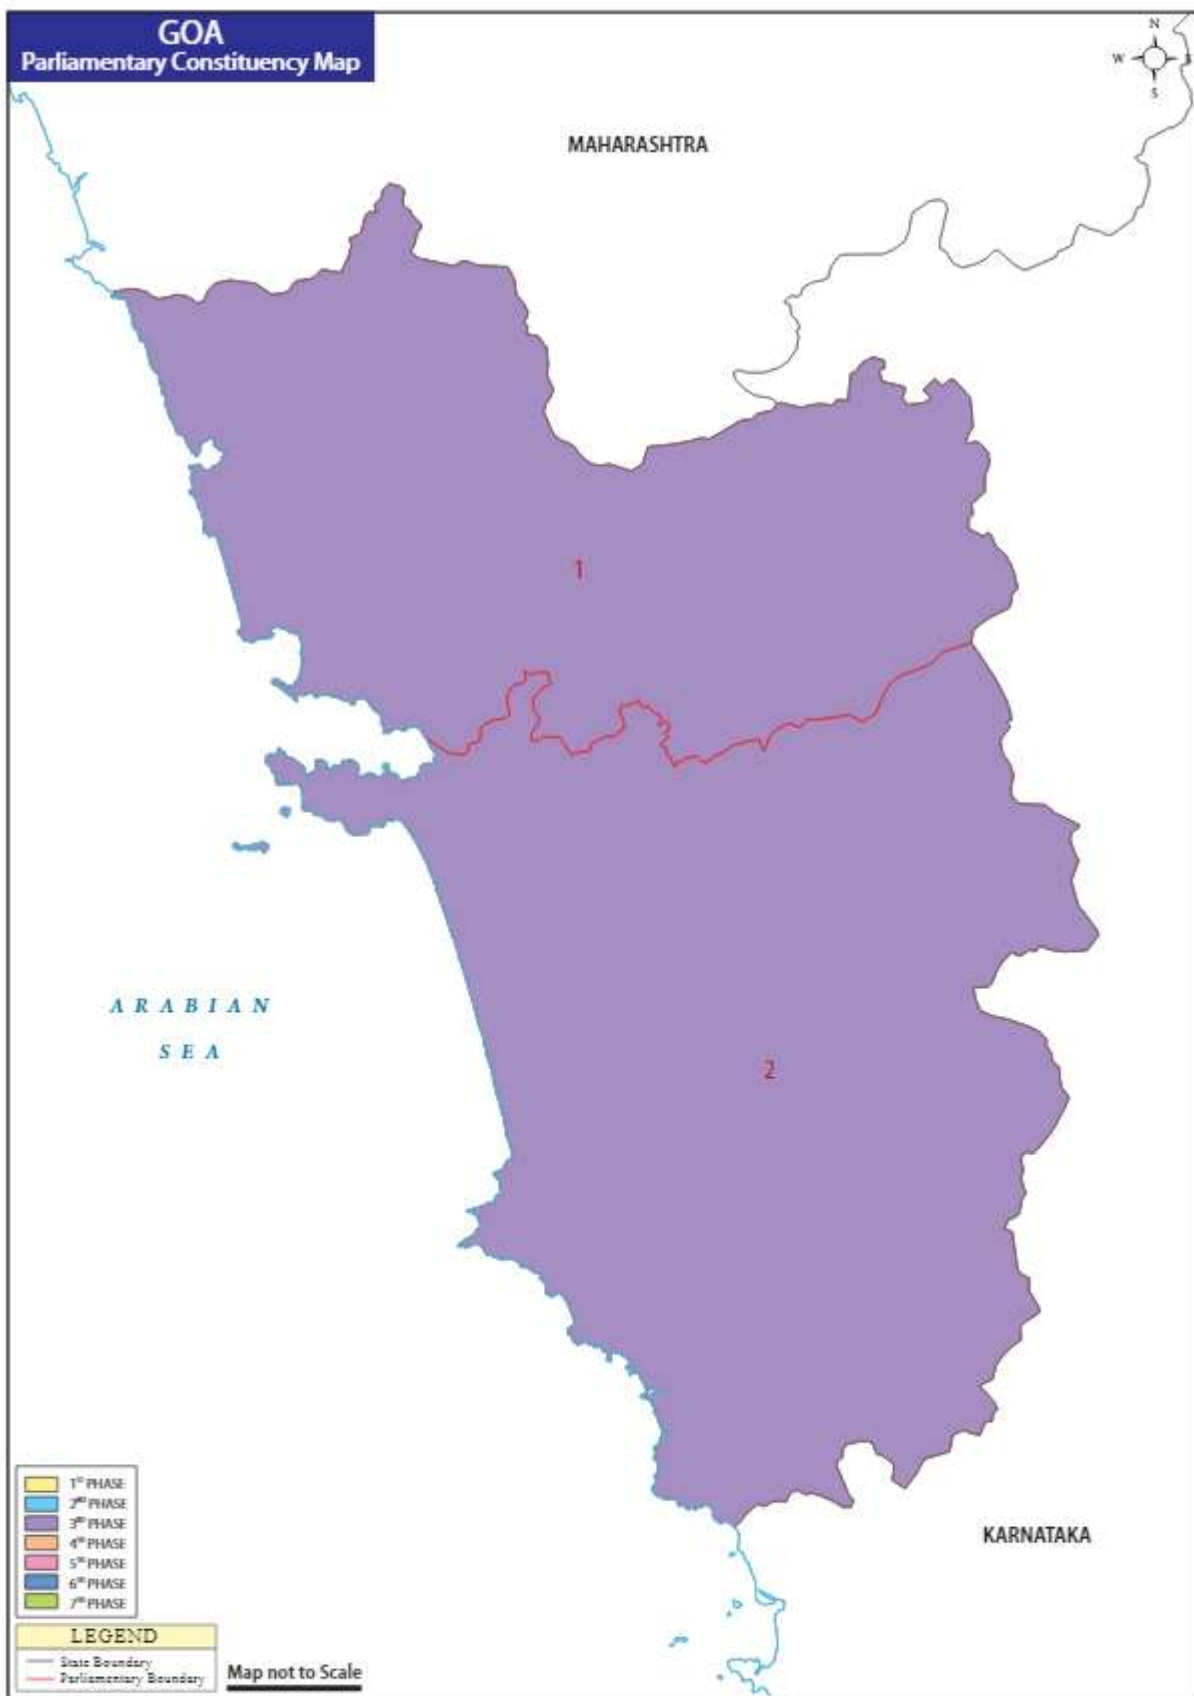 GOA
Parliamentary Constituency Map
N
W
S
MAHARASHTRA
1
ARABIAN
SEA
2
KARNATAKA
1ST PHASE
2ND PHASE
3RD PHASE
4TH PHASE
5TH PHASE
6TH PHASE
7TH PHASE
LEGEND
State Boundary
Parliamentary Boundary
Map not to Scale